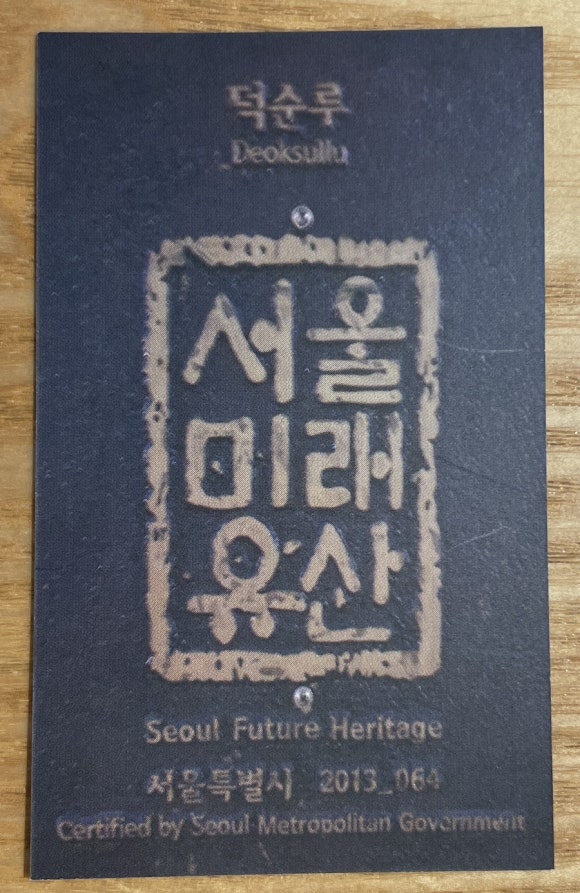 덕순루
Deoksullu
서울
미래
유산
Seoul Future Heritage
서울특별시 2013_064
Certified by Seoul Metropolitan Government